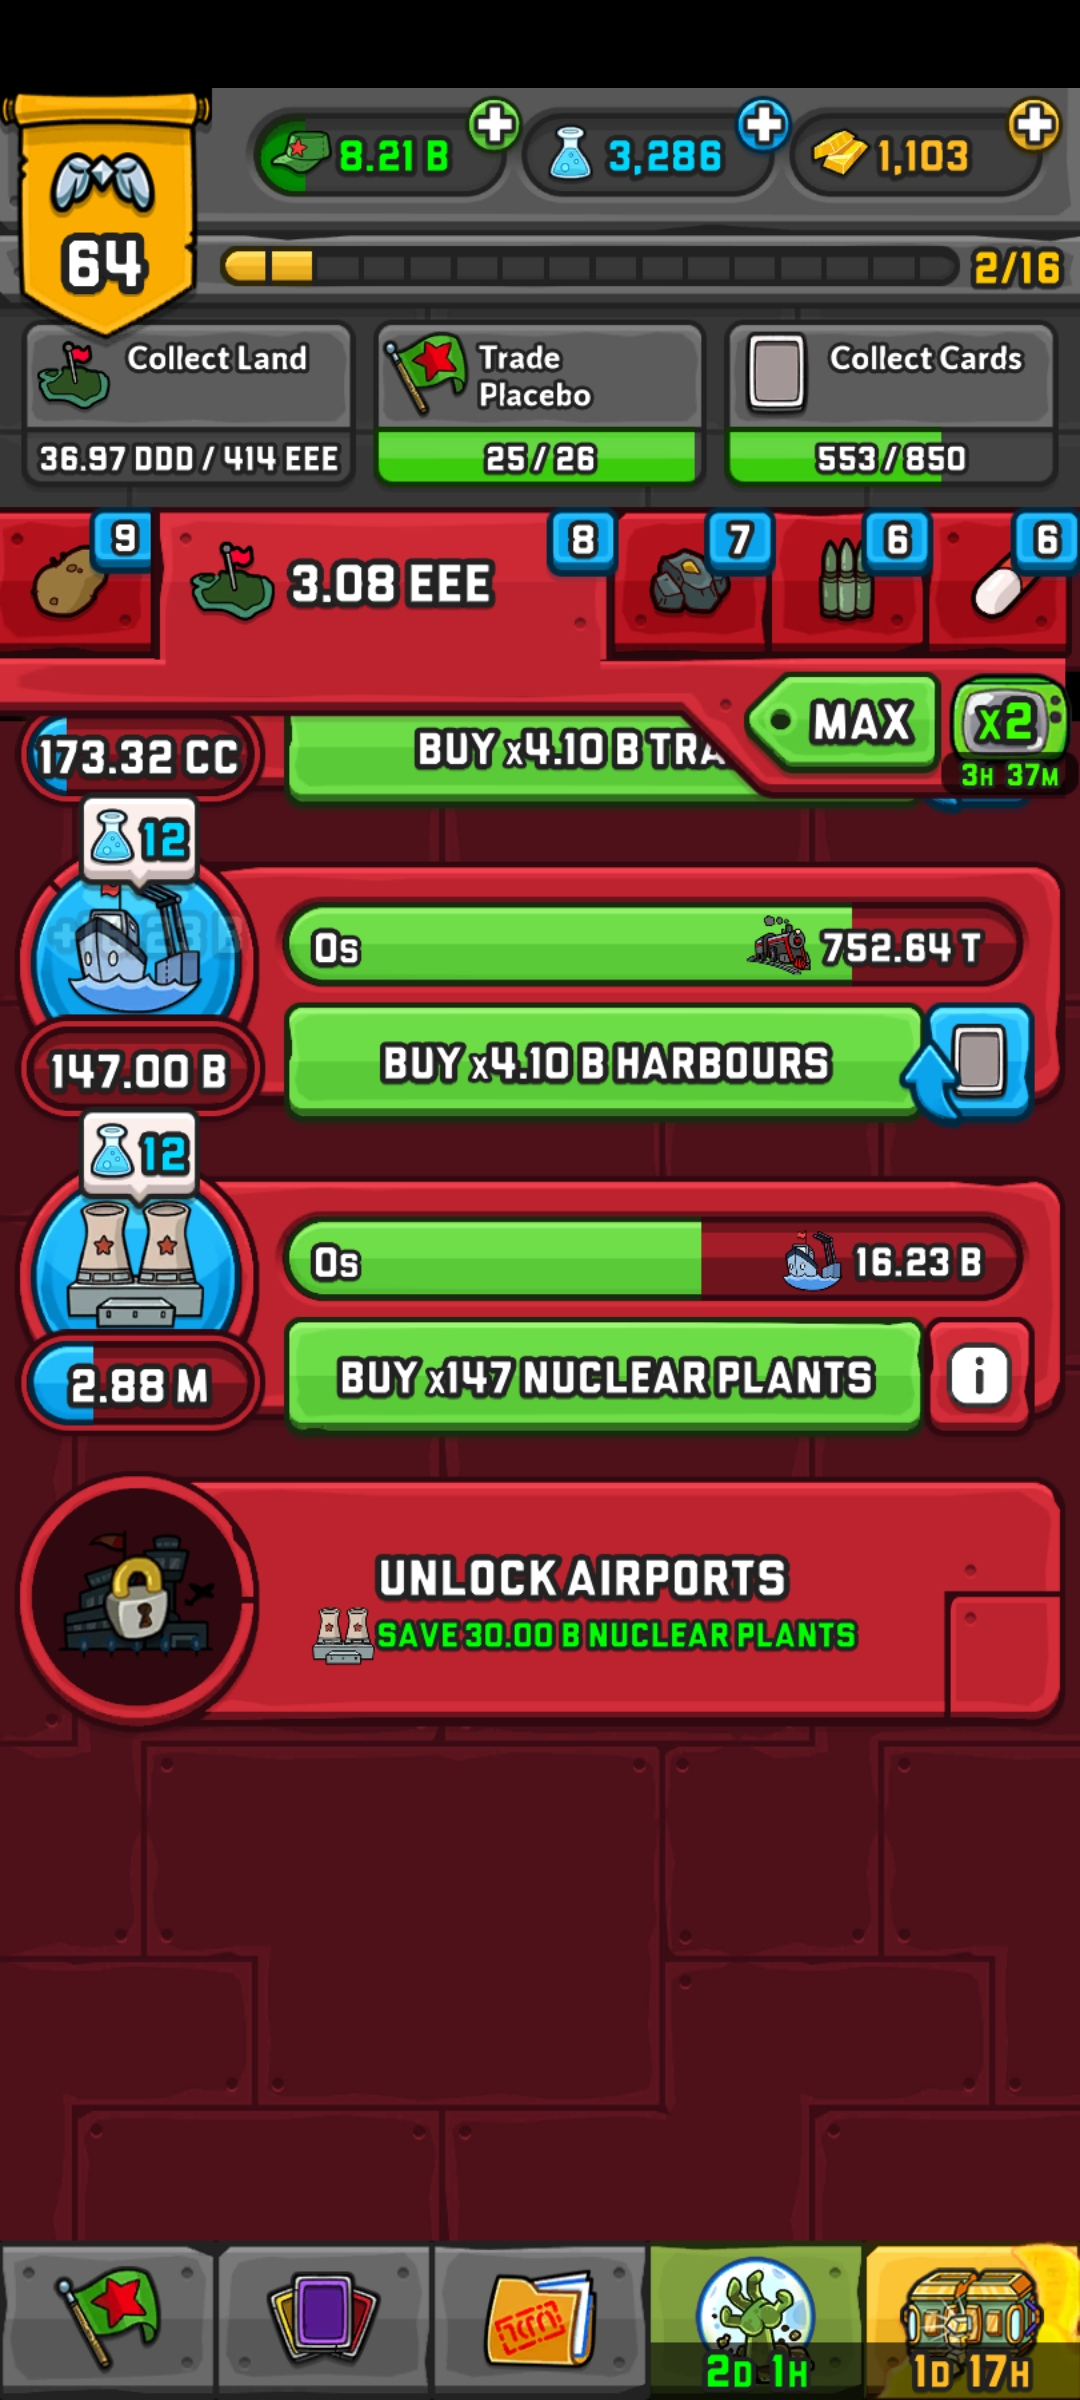 8.21 B
3,286
1,103
64
2/16
Collect Land
36.97 DDD / 414 EEE
Trade
Placebo
25 / 26
Collect Cards
553 / 850
9
3.08 EEE
8
7
6
6
MAX
x2
3H 37M
173.32 CC
BUY x4.10 B TRA
12
0s
752.64 T
147.00 B
BUY x4.10 B HARBOURS
12
0s
16.23 B
2.88 M
BUY x147 NUCLEAR PLANTS
i
UNLOCK AIRPORTS
SAVE 30.00 B NUCLEAR PLANTS
2D 1H
1D 17H